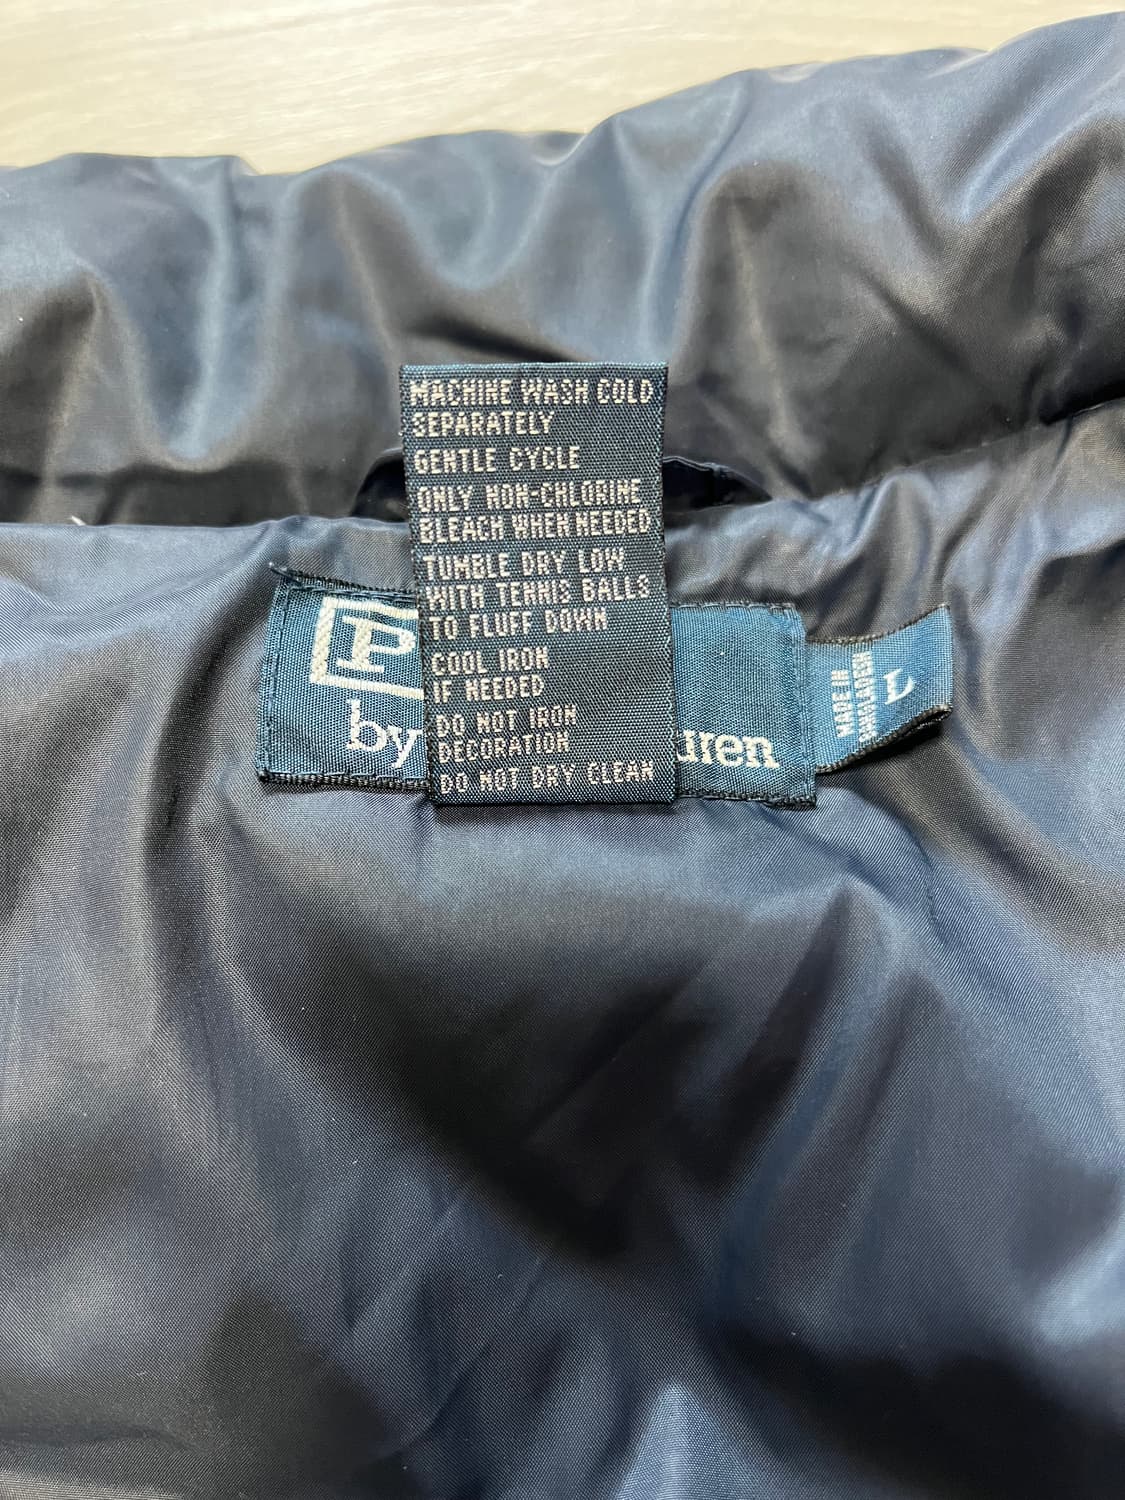 MACHINE WASH COLD
SEPARATELY
GENTLE CYCLE
ONLY NON-CHLORINE
BLEACH WHEN NEEDED
TUMBLE DRY LOW
WITH TENNIS BALLS
TO FLUFF DOWN
COOL IRON
IF NEEDED
DO NOT IRON
DECORATION
DO NOT DRY CLEAN
P
by uren
MADE IN
BANGLADESH
L